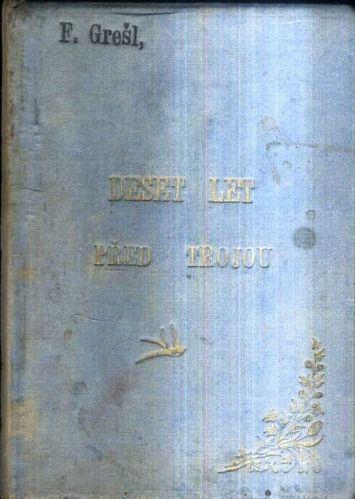 F. Grešl,
DESET LET
PŘED TROJOU